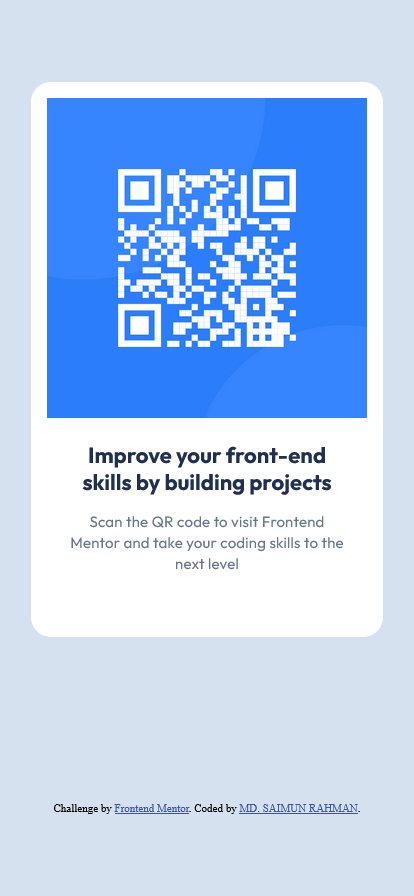 Improve your front-end
skills by building projects
Scan the QR code to visit Frontend
Mentor and take your coding skills to the
next level
Challenge by Frontend Mentor. Coded by MD. SAIMUN RAHMAN.